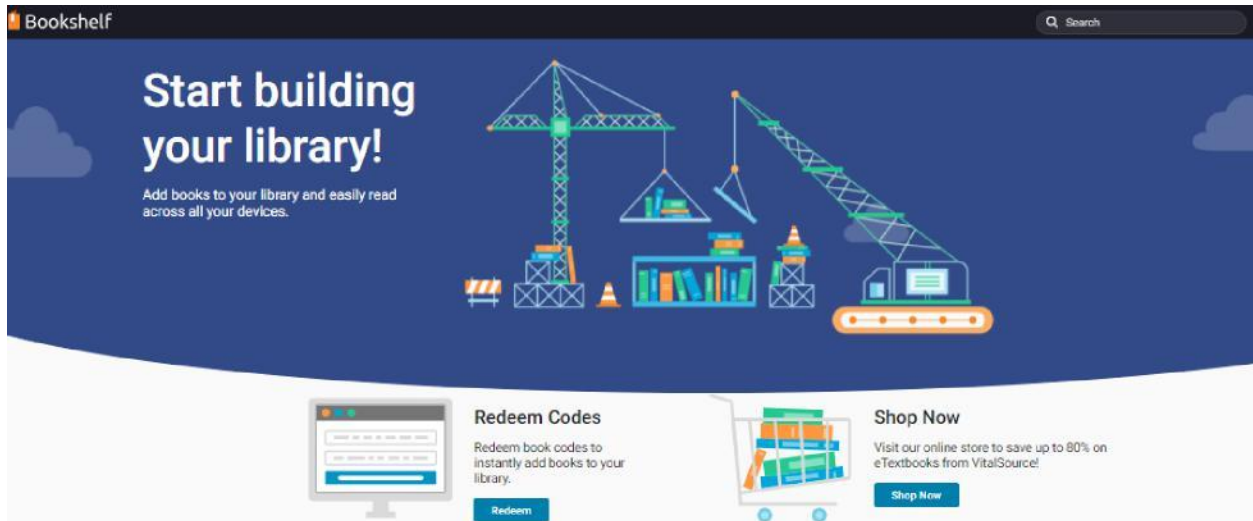 Bookshelf
Search
Start building
your library!
Add books to your library and easily read
across all your devices.
Redeem Codes
Redeem book codes to
instantly add books to your
library.
Redeem
Shop Now
Visit our online store to save up to 80% on
eTextbooks from VitalSource!
Shop Now